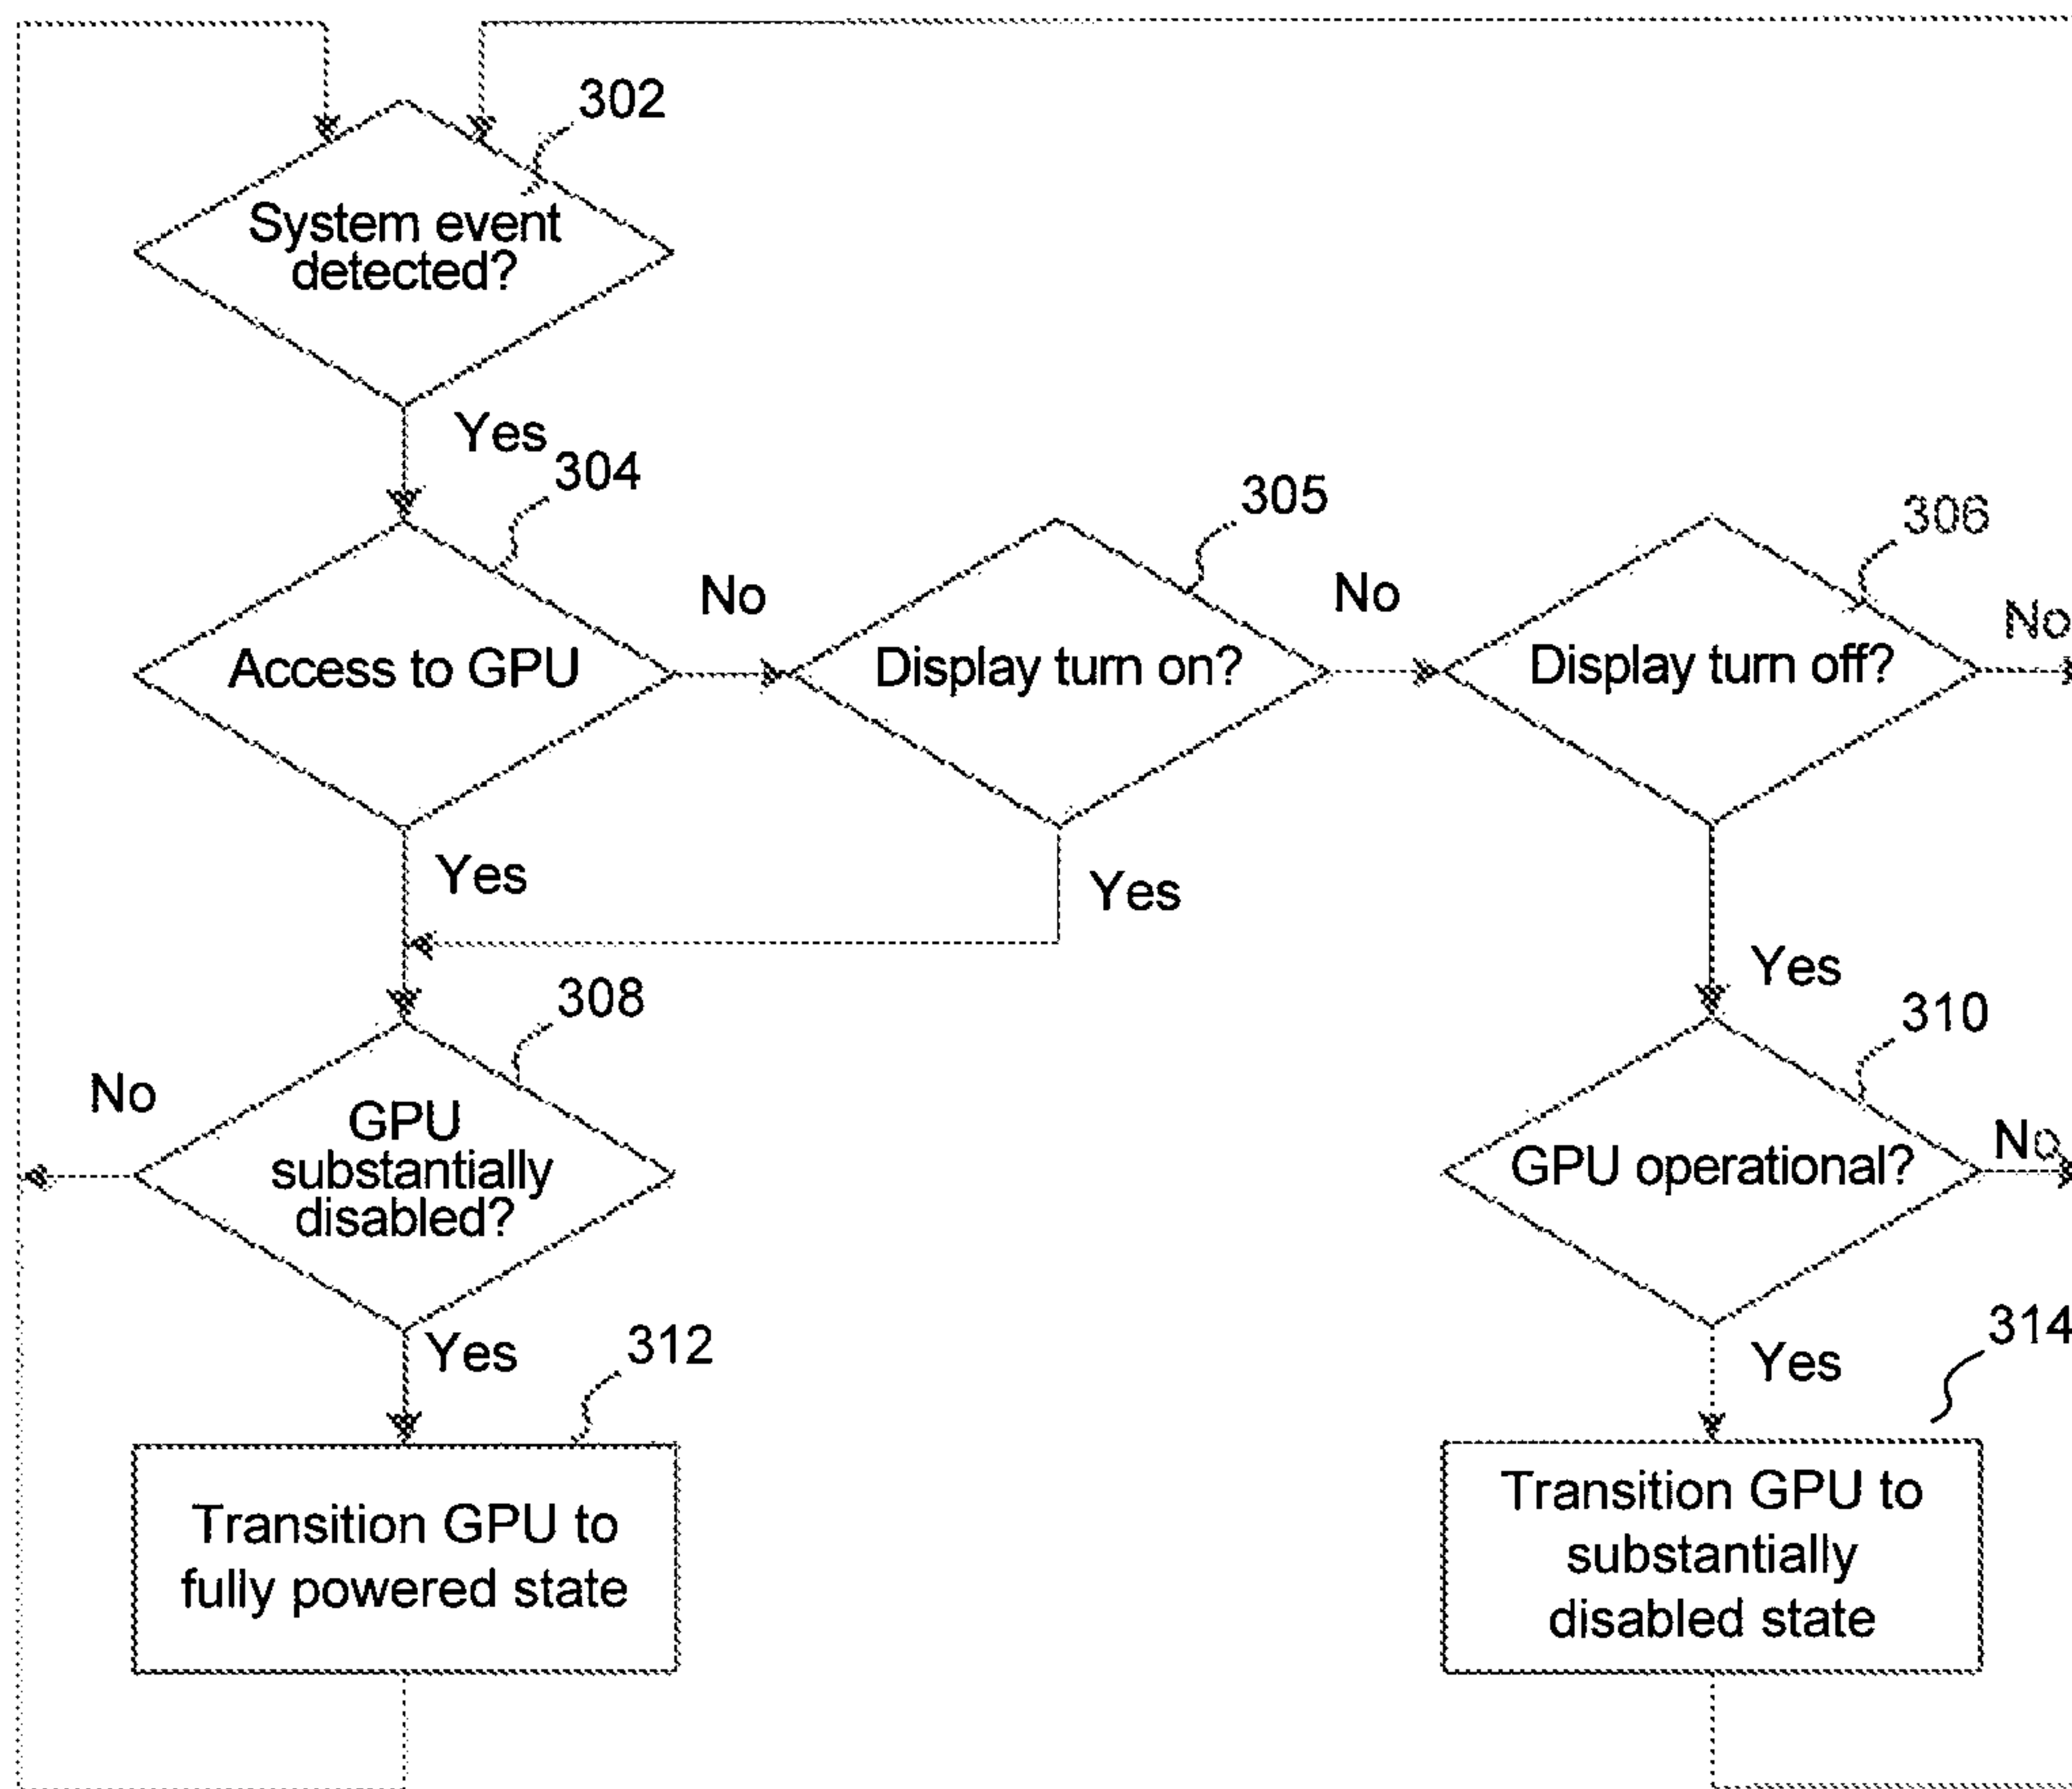 302
System event
detected?
Yes
304
Access to GPU
No
305
Display turn on?
No
306
Display turn off?
No
Yes
Yes
Yes
308
GPU
substantially
disabled?
No
310
GPU operational?
No
Yes
312
Transition GPU to
fully powered state
Yes
314
Transition GPU to
substantially
disabled state